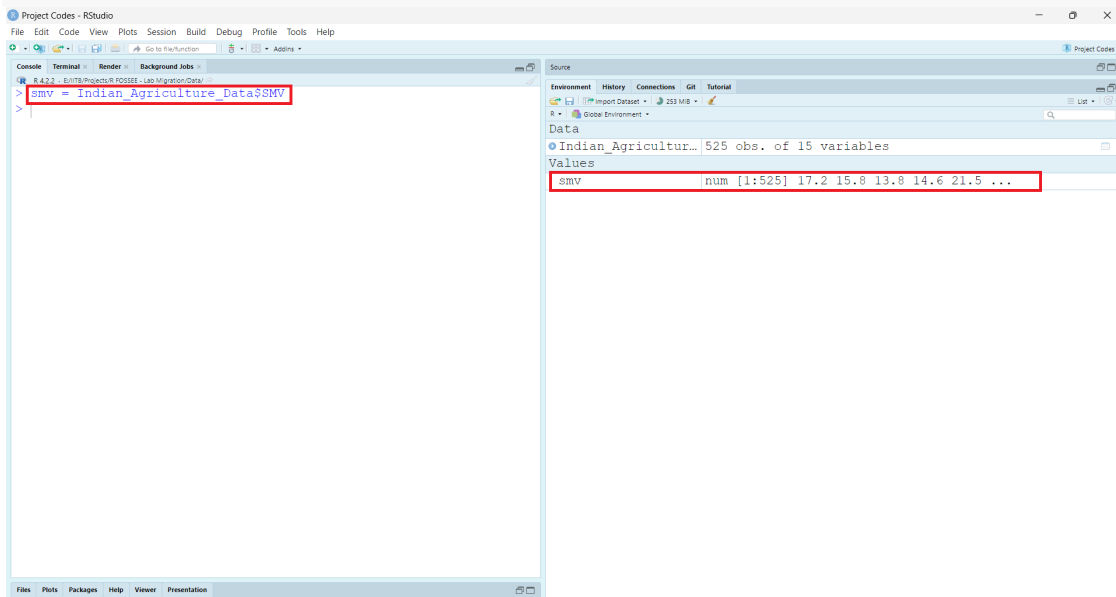 Project Codes - RStudio
File Edit Code View Plots Session Build Debug Profile Tools Help
Go to file/function Addins
Project Codes
Console Terminal Render Background Jobs
R 4.2.2 · E:/IITB/Projects/R FOSSEE - Lab Migration/Data/
> smv = Indian_Agriculture_Data$SMV
>
Files Plots Packages Help Viewer Presentation
Source
Environment History Connections Git Tutorial
Import Dataset 253 MiB List
R Global Environment
Data
Indian_Agricultur… 525 obs. of 15 variables
Values
smv num [1:525] 17.2 15.8 13.8 14.6 21.5 ...